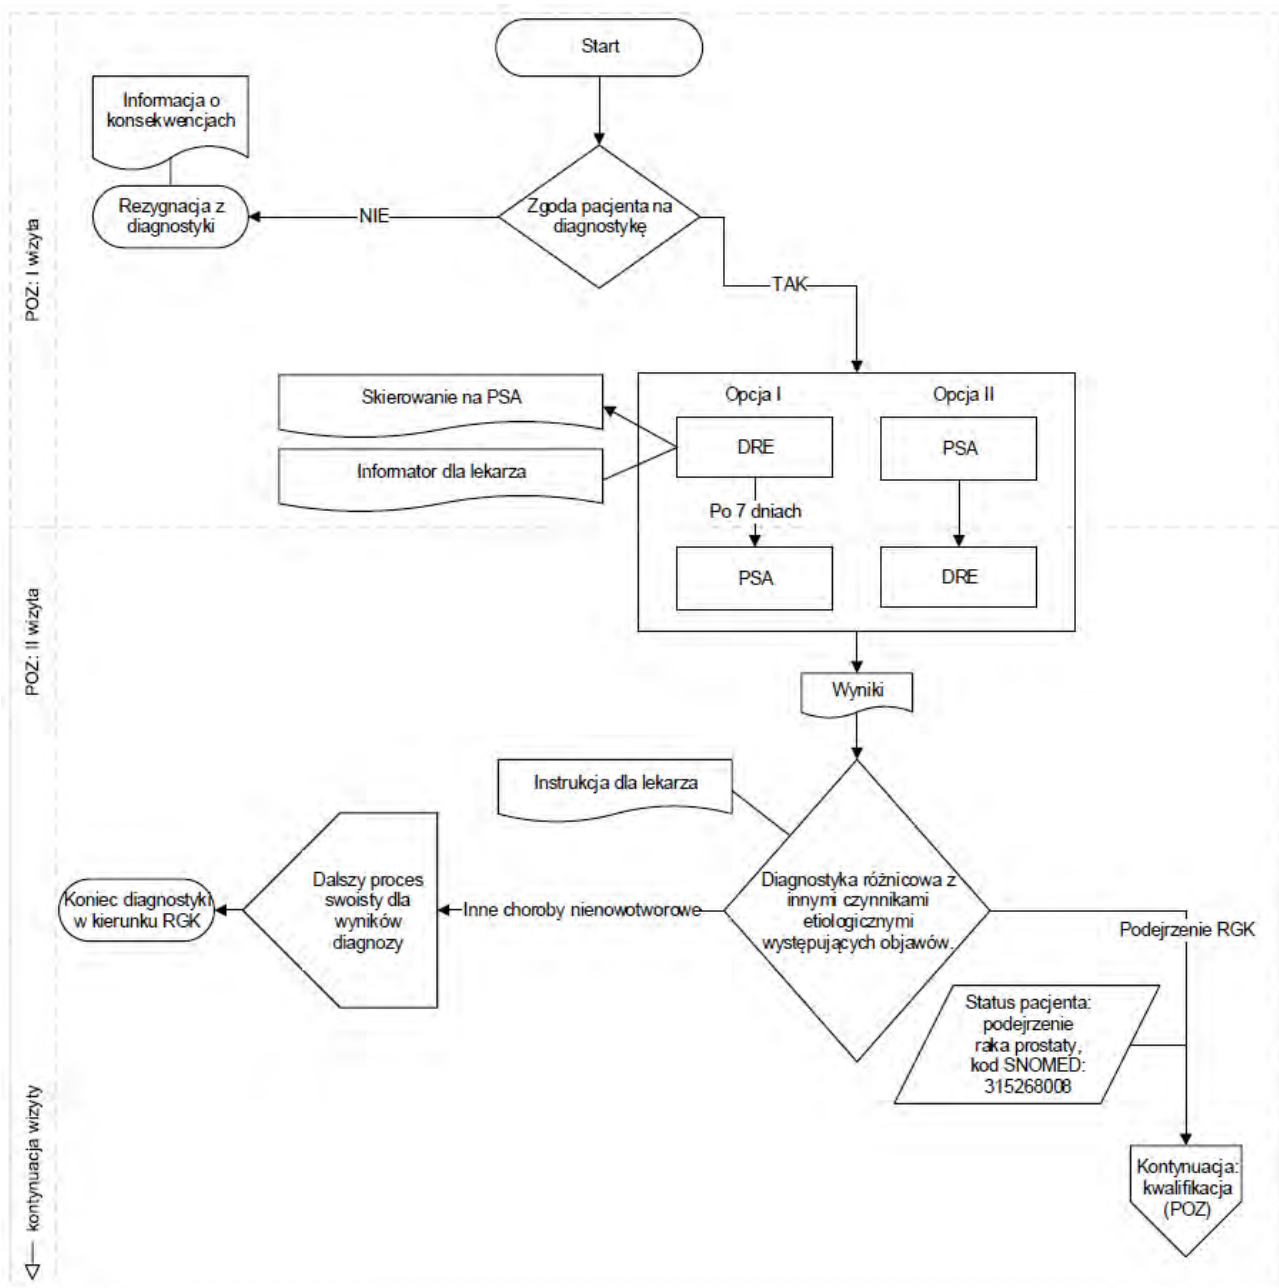 Start
Informacja o
konsekwencjach
Rezygnacja z
diagnostyki
NIE
Zgoda pacjenta na
diagnostykę
TAK
POZ: I wizyta
Skierowanie na PSA
Informator dla lekarza
Opcja I
Opcja II
DRE
PSA
Po 7 dniach
PSA
DRE
POZ: II wizyta
Wyniki
Instrukcja dla lekarza
Diagnostyka różnicowa z
innymi czynnikami
etiologicznymi
występujących objawów.
Inne choroby nienowotworowe
Dalszy proces
swoisty dla
wyników
diagnozy
Koniec diagnostyki
w kierunku RGK
Podejrzenie RGK
Status pacjenta:
podejrzenie
raka prostaty,
kod SNOMED:
315268008
Kontynuacja:
kwalifikacja
(POZ)
kontynuacja wizyty